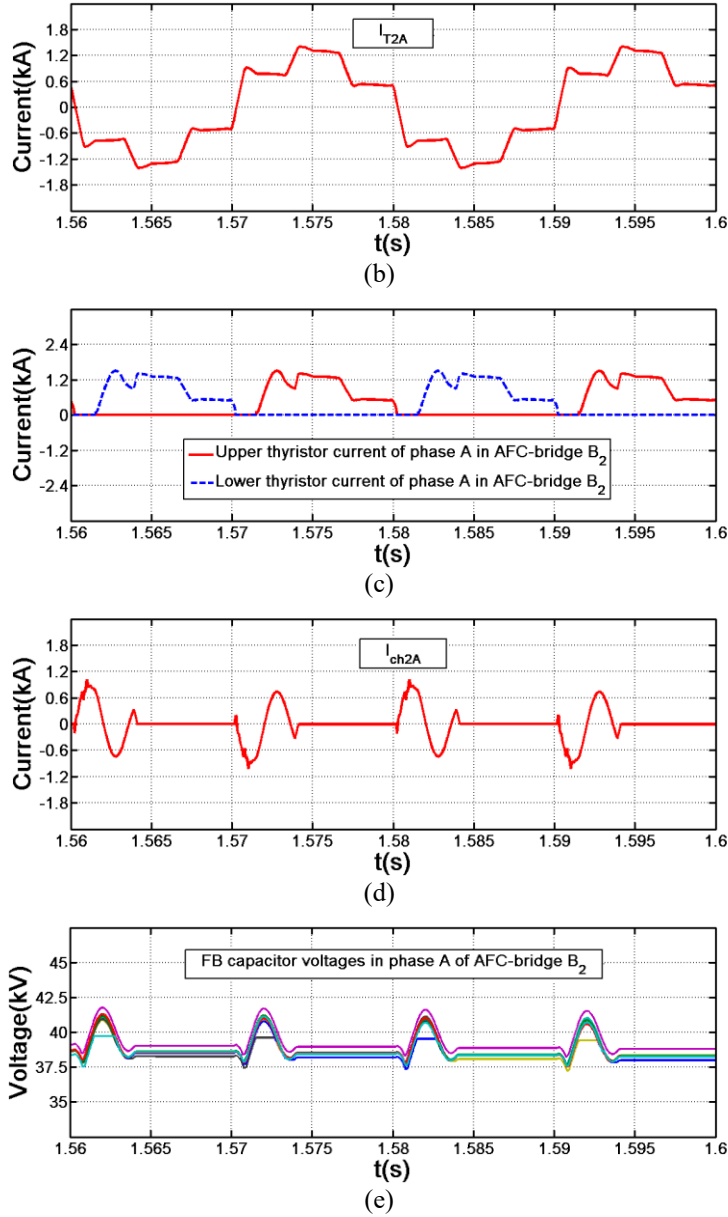 I_T2A
1.8
1.2
0.6
0
-0.6
-1.2
-1.8
Current(kA)
1.56 1.565 1.57 1.575 1.58 1.585 1.59 1.595 1.6
t(s)
(b)
2.4
1.2
0
-1.2
-2.4
Current(kA)
Upper thyristor current of phase A in AFC-bridge B_2
Lower thyristor current of phase A in AFC-bridge B_2
1.56 1.565 1.57 1.575 1.58 1.585 1.59 1.595 1.6
t(s)
(c)
I_ch2A
1.8
1.2
0.6
0
-0.6
-1.2
-1.8
Current(kA)
1.56 1.565 1.57 1.575 1.58 1.585 1.59 1.595 1.6
t(s)
(d)
FB capacitor voltages in phase A of AFC-bridge B_2
45
42.5
40
37.5
35
Voltage(kV)
1.56 1.565 1.57 1.575 1.58 1.585 1.59 1.595 1.6
t(s)
(e)